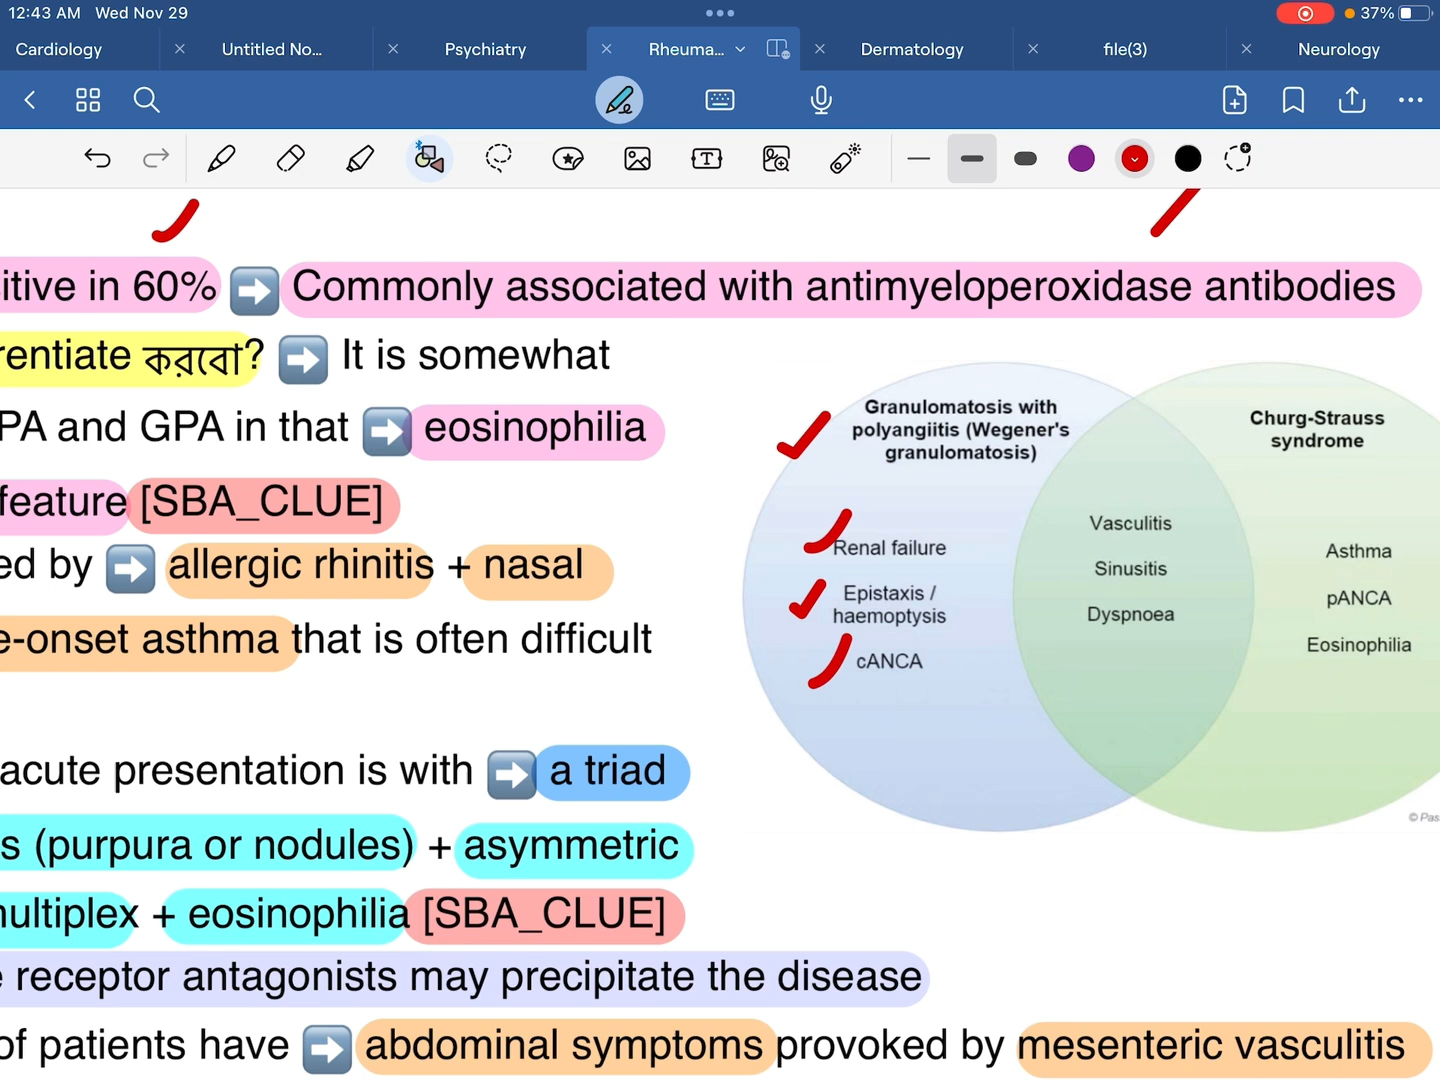 12:43 AM Wed Nov 29
37%
Cardiology
Untitled No...
Psychiatry
Rheuma...
Dermatology
file(3)
Neurology
itive in 60% ➡ Commonly associated with antimyeloperoxidase antibodies
rentiate করবো? ➡ It is somewhat
PA and GPA in that ➡ eosinophilia
feature [SBA_CLUE]
ed by ➡ allergic rhinitis + nasal
e-onset asthma that is often difficult
acute presentation is with ➡ a triad
s (purpura or nodules) + asymmetric
multiplex + eosinophilia [SBA_CLUE]
e receptor antagonists may precipitate the disease
of patients have ➡ abdominal symptoms provoked by mesenteric vasculitis
Granulomatosis with
polyangiitis (Wegener's
granulomatosis)
Renal failure
Epistaxis /
haemoptysis
cANCA
Vasculitis
Sinusitis
Dyspnoea
Churg-Strauss
syndrome
Asthma
pANCA
Eosinophilia
© Pas